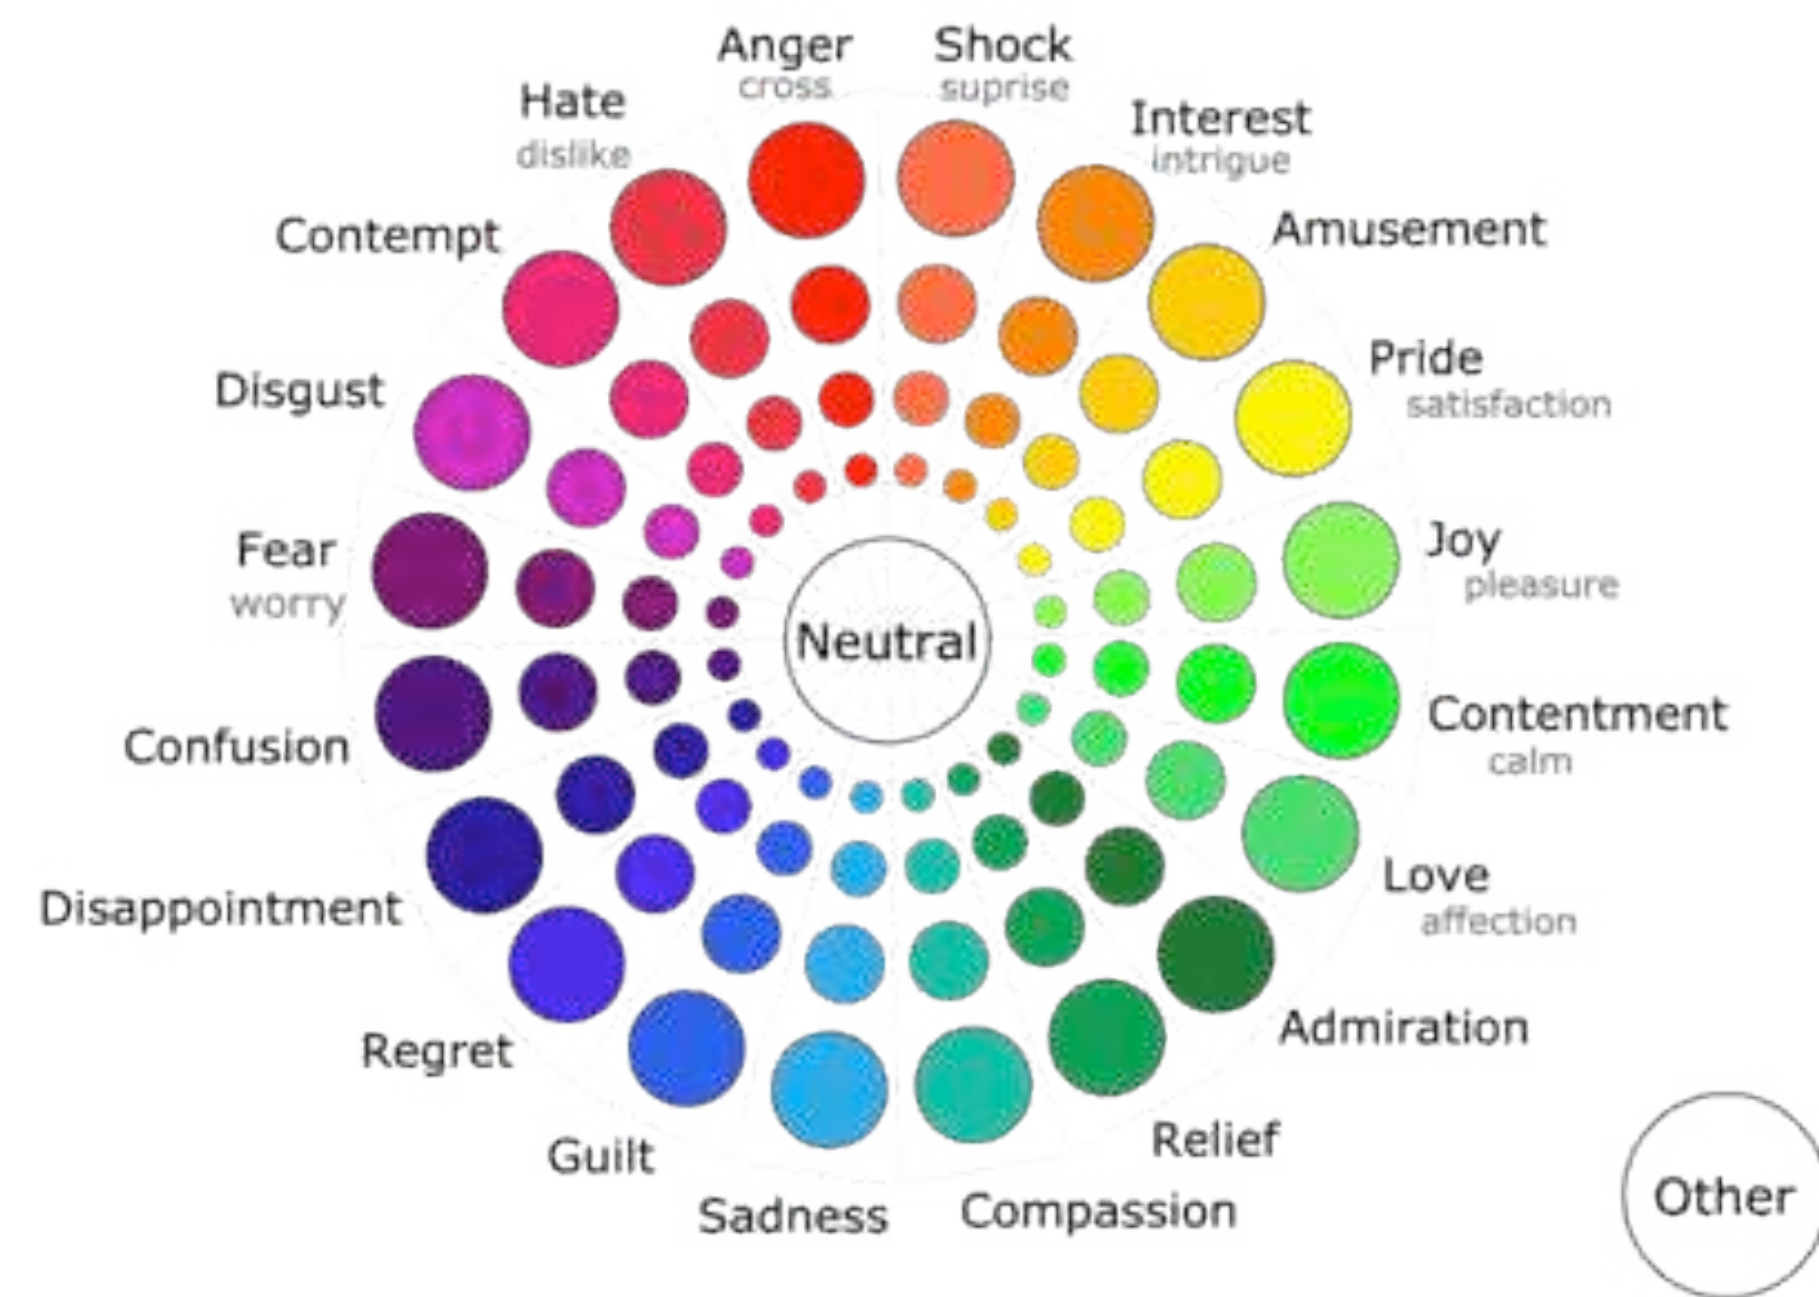 Anger
cross
Shock
suprise
Interest
intrigue
Amusement
Pride
satisfaction
Joy
pleasure
Contentment
calm
Love
affection
Admiration
Relief
Compassion
Sadness
Guilt
Regret
Disappointment
Confusion
Fear
worry
Disgust
Contempt
Hate
dislike
Neutral
Other